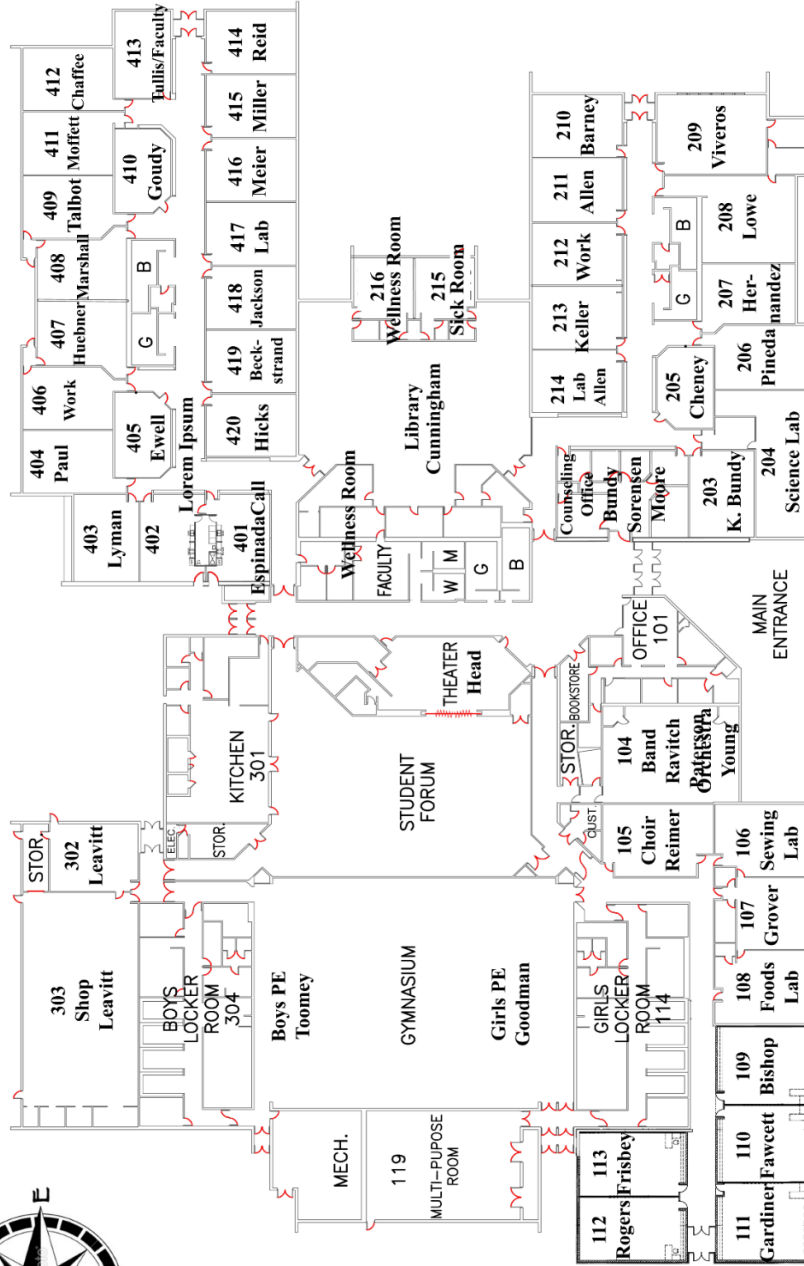 412
Chaffee
413
Tullis/Faculty
414
Reid
411
Moffett
415
Miller
410
Goudy
409
Talbot
416
Meier
408
Marshall
B
417
Lab
407
Huebner
G
418
Jackson
406
Work
419
Beck-
strand
405
Ewell
404
Paul
420
Hicks
Lorem Ipsum
403
Lyman
402
401
EspinadaCall
216
Wellness Room
215
Sick Room
Library
Cunningham
Wellness Room
FACULTY
W
M
G
B
210
Barney
209
Viveros
211
Allen
212
Work
B
208
Lowe
G
213
Keller
207
Her-
nandez
214
Lab
Allen
206
Pineda
205
Cheney
204
Science Lab
203
K. Bundy
Counseling
Office
Bundy
Sorensen
Moore
MAIN
ENTRANCE
OFFICE
101
BOOKSTORE
STOR.
THEATER
Head
KITCHEN
301
STOR.
ELEC.
STUDENT
FORUM
104
Band
Ravitch
Paterson
Orchestra
Young
CUST.
105
Choir
Reimer
106
Sewing
Lab
107
Grover
108
Foods
Lab
STOR.
302
Leavitt
303
Shop
Leavitt
BOYS
LOCKER
ROOM
304
Boys PE
Toomey
GYMNASIUM
Girls PE
Goodman
GIRLS
LOCKER
ROOM
114
109
Bishop
110
Fawcett
111
Gardiner
113
Frisbey
112
Rogers
MECH.
119
MULTI-PUPOSE
ROOM
E